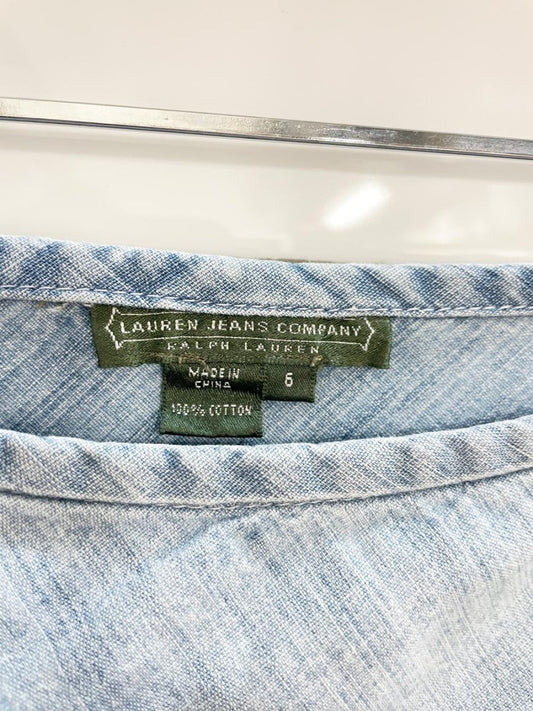 LAUREN JEANS COMPANY
RALPH LAUREN
MADE IN
CHINA
6
100% COTTON